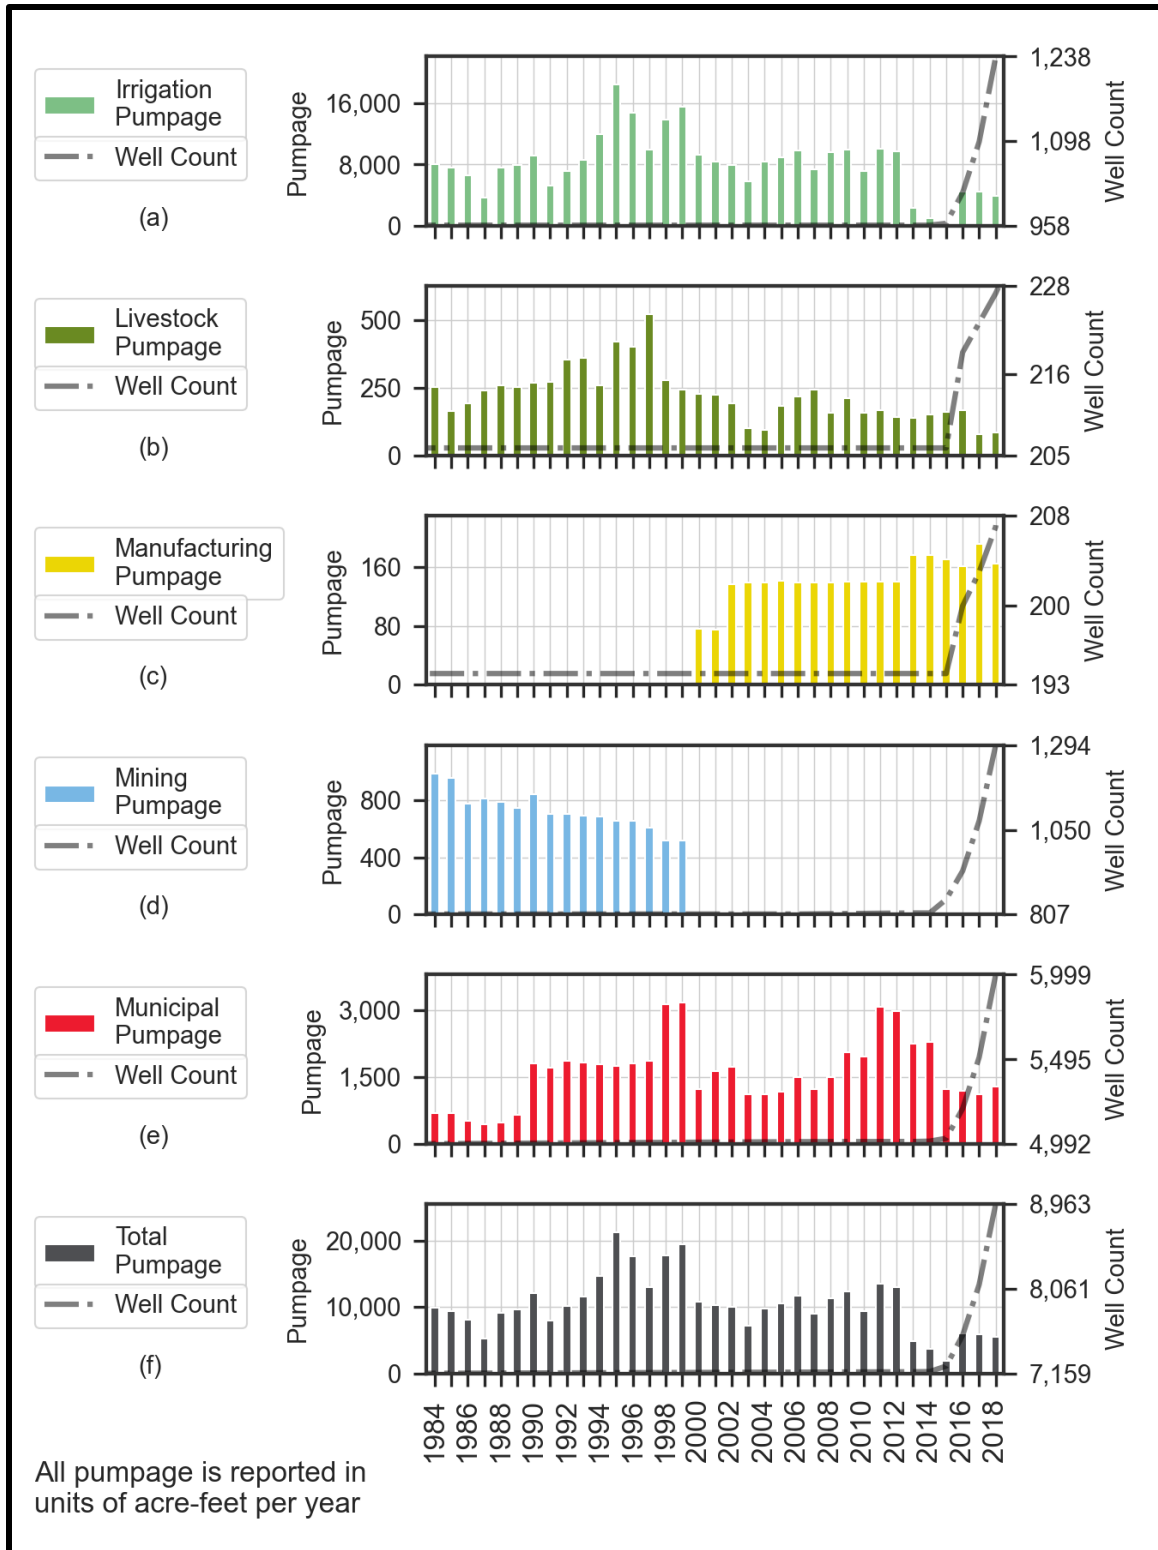 Irrigation
Pumpage
Well Count
(a)
Pumpage
16,000
8,000
0
1,238
1,098
958
Well Count
Livestock
Pumpage
Well Count
(b)
Pumpage
500
250
0
228
216
205
Well Count
Manufacturing
Pumpage
Well Count
(c)
Pumpage
160
80
0
208
200
193
Well Count
Mining
Pumpage
Well Count
(d)
Pumpage
800
400
0
1,294
1,050
807
Well Count
Municipal
Pumpage
Well Count
(e)
Pumpage
3,000
1,500
0
5,999
5,495
4,992
Well Count
Total
Pumpage
Well Count
(f)
Pumpage
20,000
10,000
0
8,963
8,061
7,159
Well Count
1984
1986
1988
1990
1992
1994
1996
1998
2000
2002
2004
2006
2008
2010
2012
2014
2016
2018
All pumpage is reported in
units of acre-feet per year